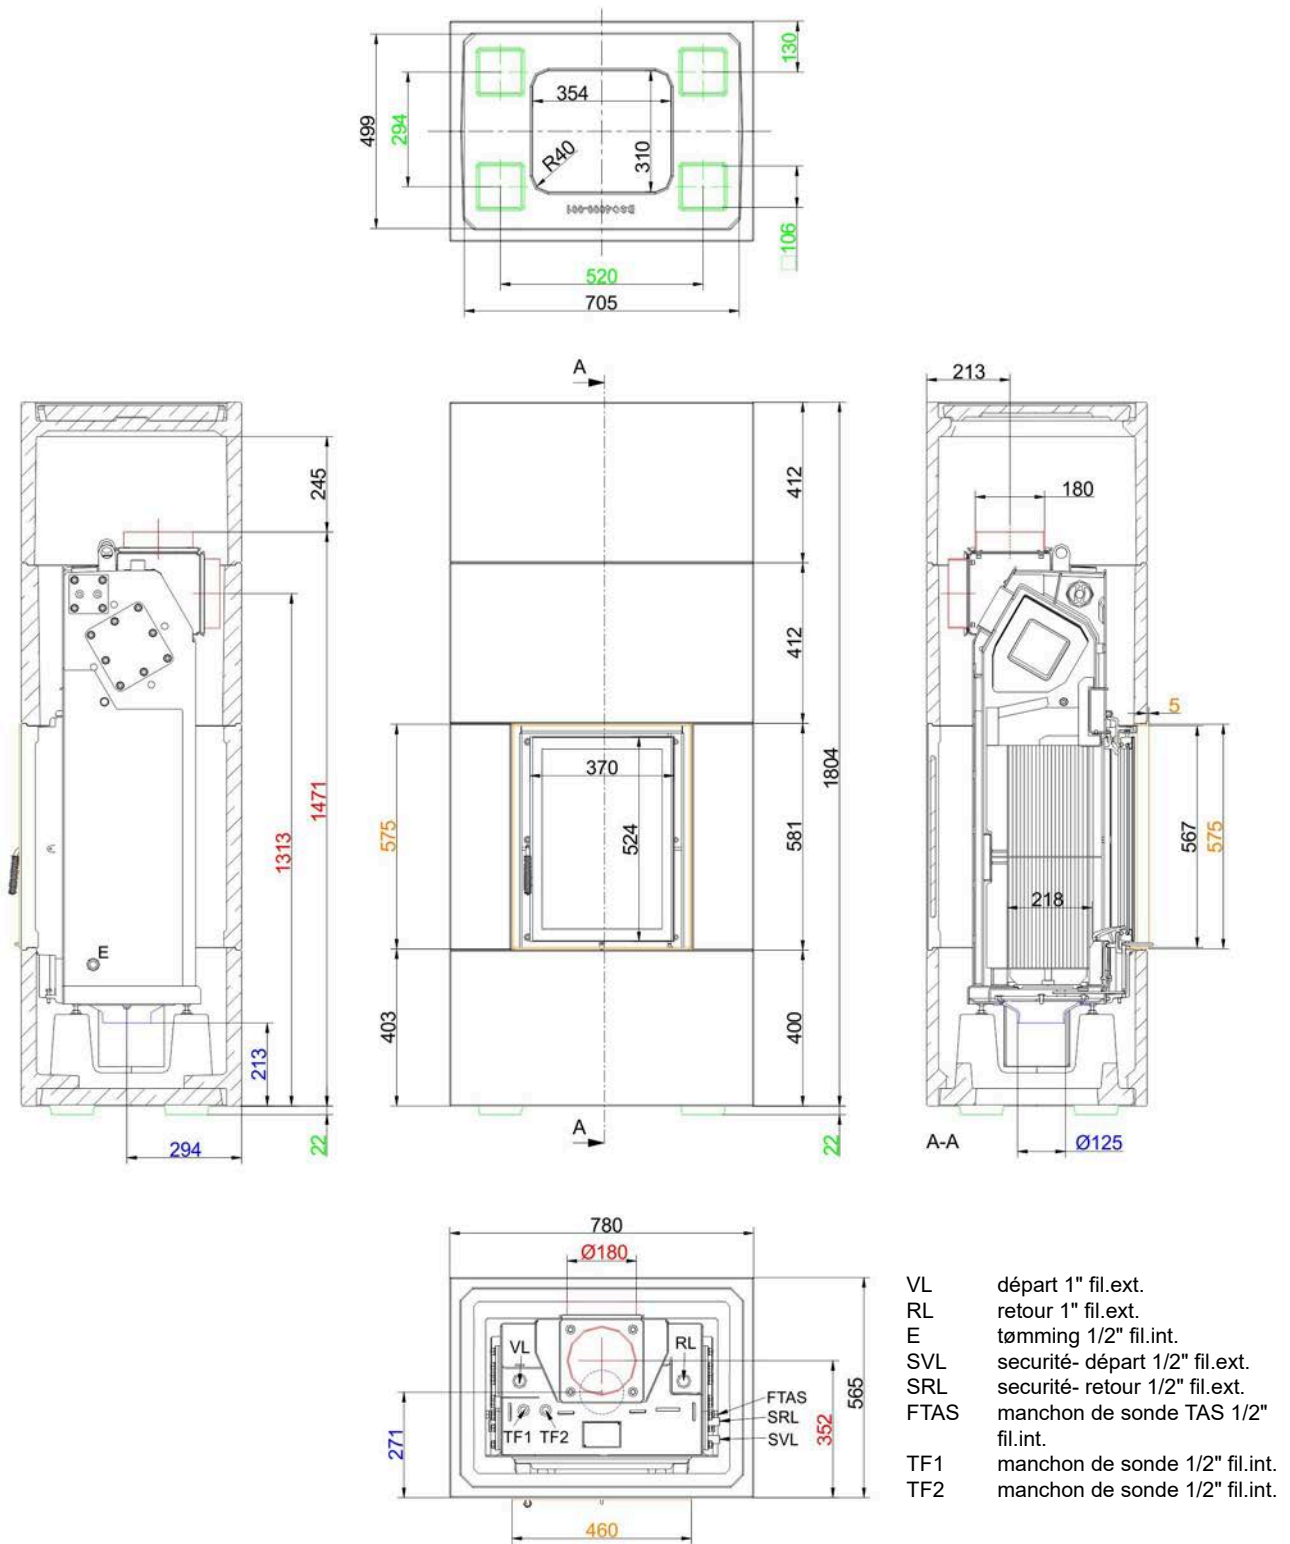 130
354
499
294
R40
310
□106
520
705
A
213
245
412
180
412
5
1471
1804
370
1313
575
524
581
567
575
218
E
403
400
213
294
22
A
22
A-A
Ø125
780
Ø180
VL
RL
FTAS
SRL
SVL
TF1
TF2
271
352
565
460
VL départ 1" fil.ext.
RL retour 1" fil.ext.
E tømming 1/2" fil.int.
SVL securité- départ 1/2" fil.ext.
SRL securité- retour 1/2" fil.ext.
FTAS manchon de sonde TAS 1/2"
fil.int.
TF1 manchon de sonde 1/2" fil.int.
TF2 manchon de sonde 1/2" fil.int.